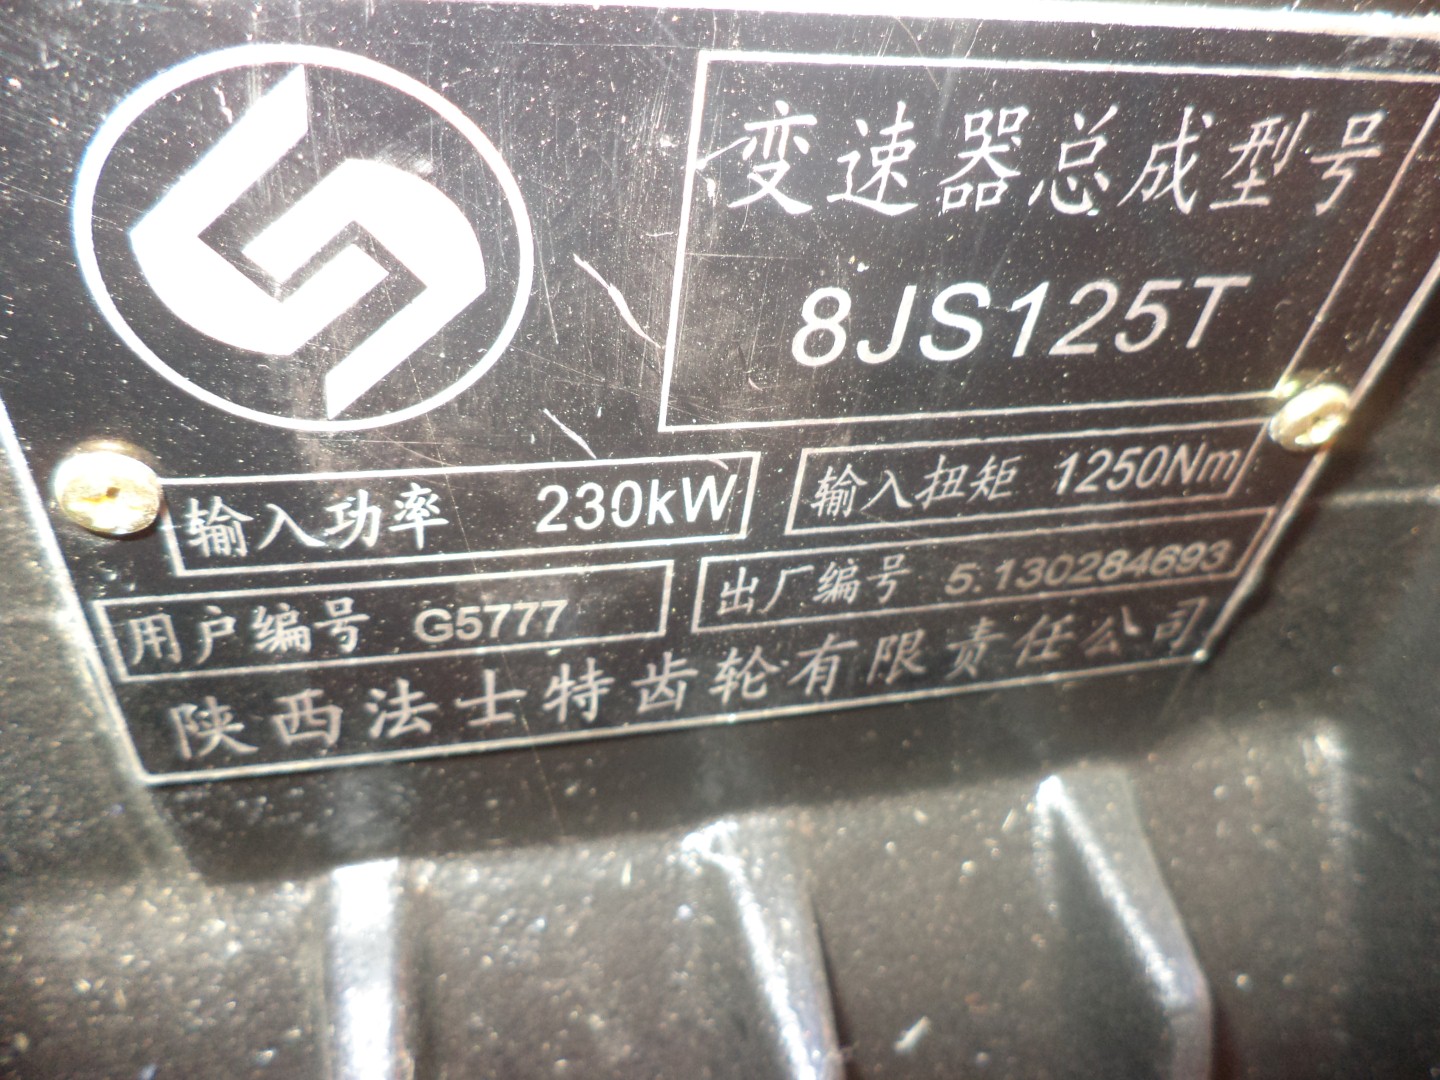 变速器总成型号
8JS125T
输入功率 230kW 输入扭矩 1250Nm
用户编号 G5777 出厂编号 5.130284693
陕西法士特齿轮有限责任公司